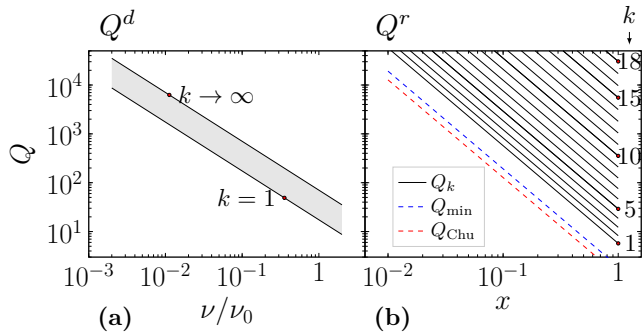 Q^d
Q^r
k
Q
10^4
10^3
10^2
10^1
k → ∞
k = 1
10^−3
10^−2
10^−1
1
ν/ν_0
(a)
18
15
10
5
1
Q_k
Q_min
Q_Chu
10^−2
10^−1
1
x
(b)